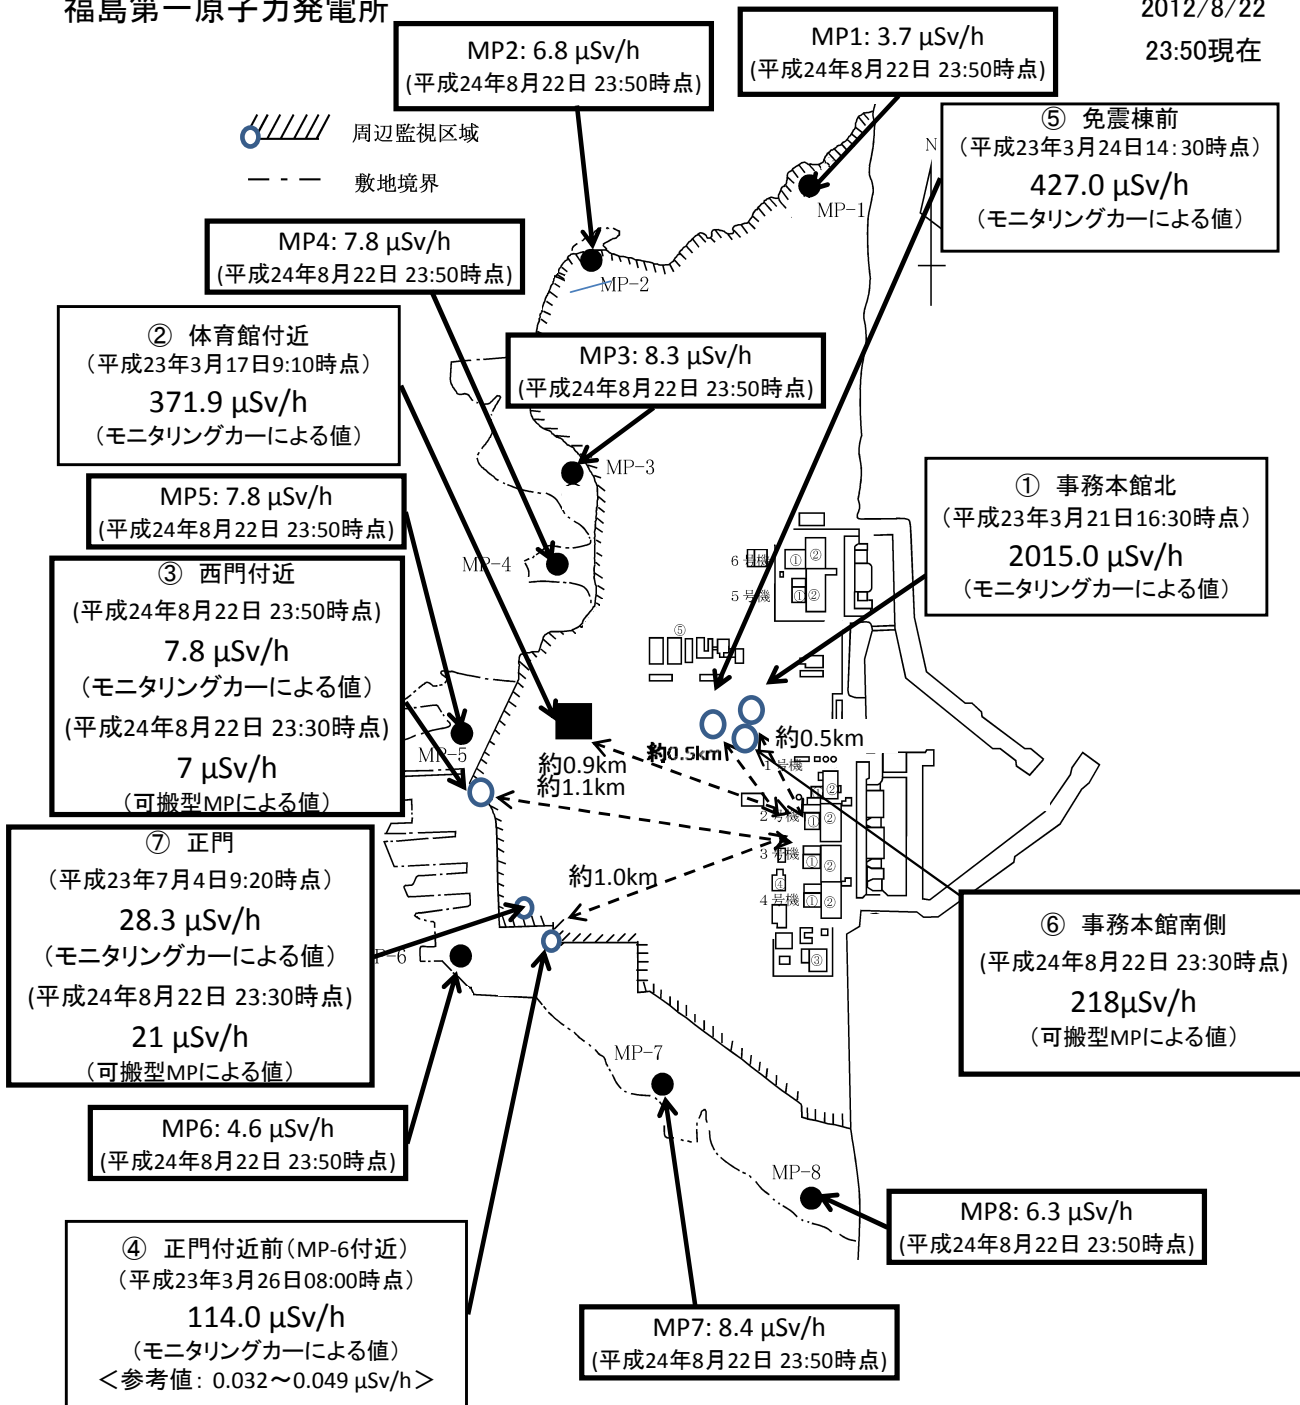 福島第一原子力発電所
2012/8/22
23:50現在
MP2: 6.8 μSv/h
(平成24年8月22日 23:50時点)
MP1: 3.7 μSv/h
(平成24年8月22日 23:50時点)
周辺監視区域
敷地境界
⑤ 免震棟前
(平成23年3月24日14:30時点)
427.0 μSv/h
(モニタリングカーによる値)
N
MP-1
MP4: 7.8 μSv/h
(平成24年8月22日 23:50時点)
MP-2
② 体育館付近
(平成23年3月17日9:10時点)
371.9 μSv/h
(モニタリングカーによる値)
MP3: 8.3 μSv/h
(平成24年8月22日 23:50時点)
MP-3
MP5: 7.8 μSv/h
(平成24年8月22日 23:50時点)
① 事務本館北
(平成23年3月21日16:30時点)
2015.0 μSv/h
(モニタリングカーによる値)
MP-4
6号機
① ②
5号機
① ②
③ 西門付近
(平成24年8月22日 23:50時点)
7.8 μSv/h
(モニタリングカーによる値)
(平成24年8月22日 23:30時点)
7 μSv/h
(可搬型MPによる値)
⑤
MP-5
約0.9km
約1.1km
約0.5km
約0.5km
1号機
②
2号機
① ②
3号機
① ②
④
4号機
① ②
③
約1.0km
⑦ 正門
(平成23年7月4日9:20時点)
28.3 μSv/h
(モニタリングカーによる値)
(平成24年8月22日 23:30時点)
21 μSv/h
(可搬型MPによる値)
P-6
⑥ 事務本館南側
(平成24年8月22日 23:30時点)
218μSv/h
(可搬型MPによる値)
MP-7
MP6: 4.6 μSv/h
(平成24年8月22日 23:50時点)
MP-8
MP8: 6.3 μSv/h
(平成24年8月22日 23:50時点)
④ 正門付近前(MP-6付近)
(平成23年3月26日08:00時点)
114.0 μSv/h
(モニタリングカーによる値)
＜参考値: 0.032～0.049 μSv/h＞
MP7: 8.4 μSv/h
(平成24年8月22日 23:50時点)